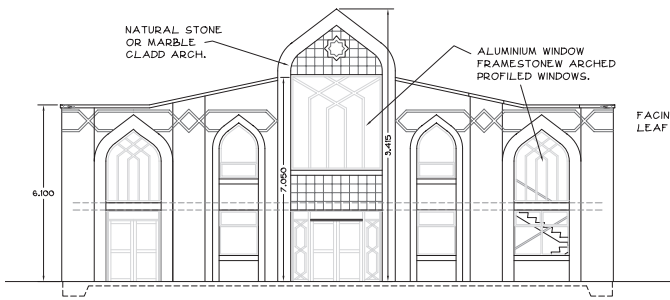 NATURAL STONE
OR MARBLE
CLADD ARCH.
ALUMINIUM WINDOW
FRAMESTONEW ARCHED
PROFILED WINDOWS.
FACIN
LEAF
6.100
7.050
9.415